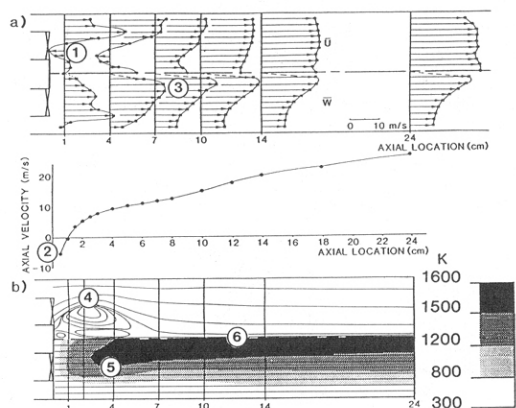 a)
1
Ū
3
W̄
0 10 m/s
1 4 7 10 14 24
AXIAL LOCATION (cm)
AXIAL VELOCITY (m/s)
20
10
0
-10
2
0 2 4 6 8 10 12 14 16 18 20 22 24
AXIAL LOCATION (cm)
b)
4
6
5
1 4 7 10 14 24
K
1600
1500
1200
800
300